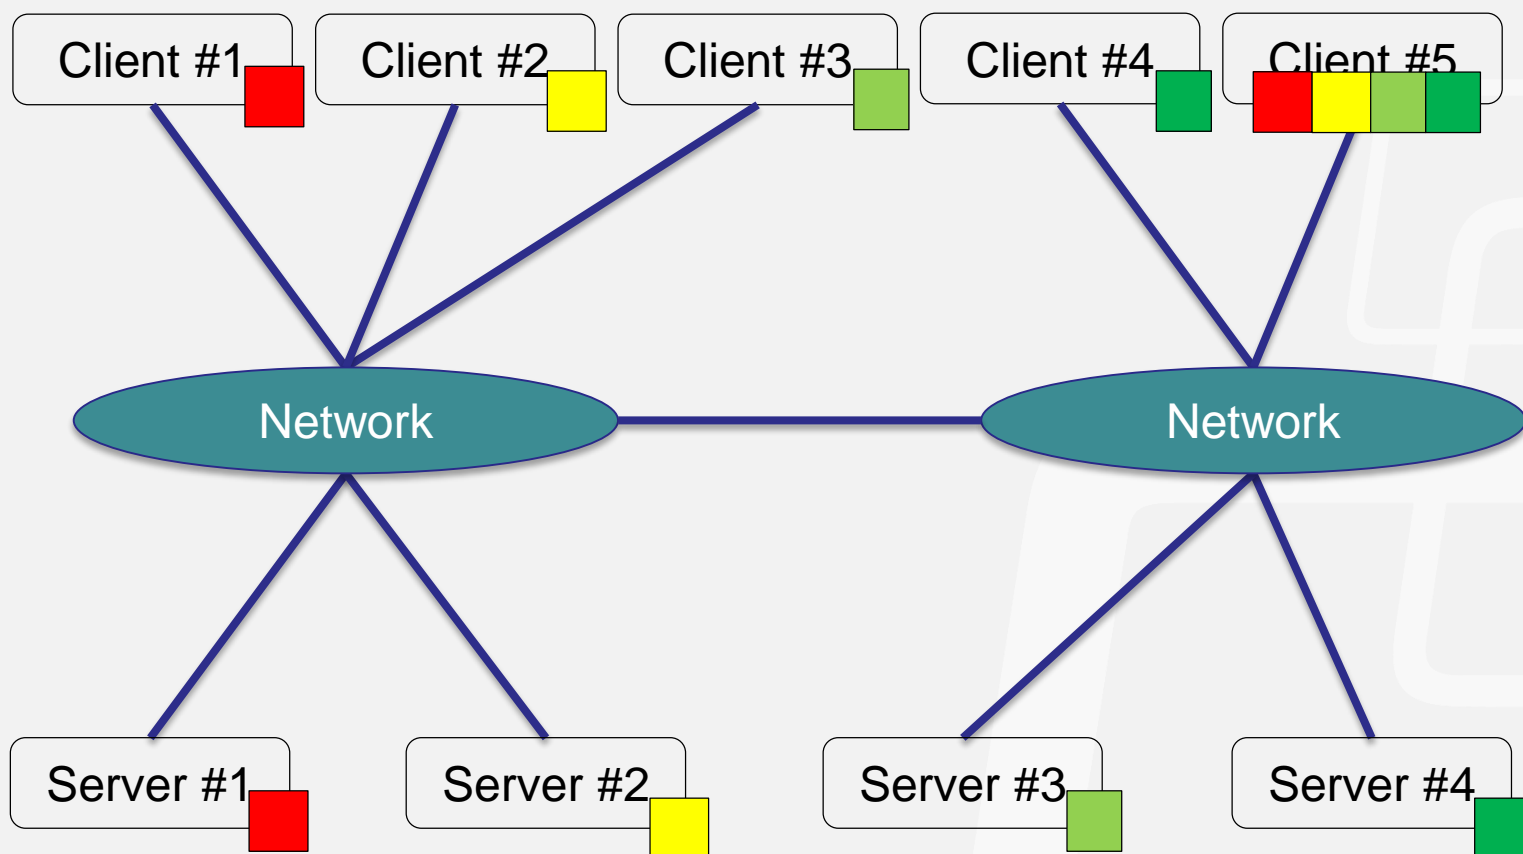 Client #1
Client #2
Client #3
Client #4
Client #5
Network
Network
Server #1
Server #2
Server #3
Server #4